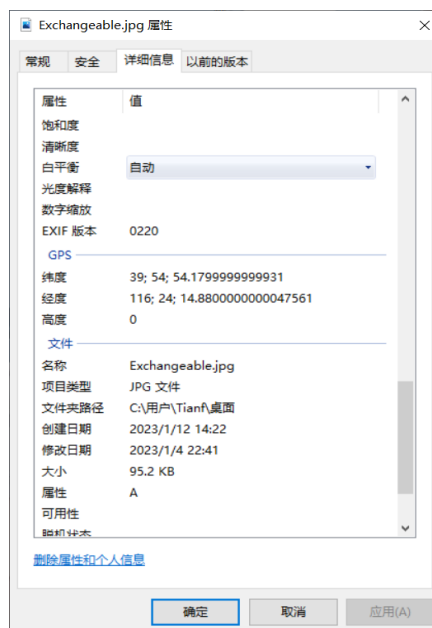 Exchangeable.jpg 属性
常规 安全 详细信息 以前的版本
属性 值
饱和度
清晰度
白平衡 自动
光度解释
数字缩放
EXIF 版本 0220
GPS
纬度 39; 54; 54.1799999999931
经度 116; 24; 14.8800000000047561
高度 0
文件
名称 Exchangeable.jpg
项目类型 JPG 文件
文件夹路径 C:\用户\Tianf\桌面
创建日期 2023/1/12 14:22
修改日期 2023/1/4 22:41
大小 95.2 KB
属性 A
可用性
脱机状态
删除属性和个人信息
确定 取消 应用(A)